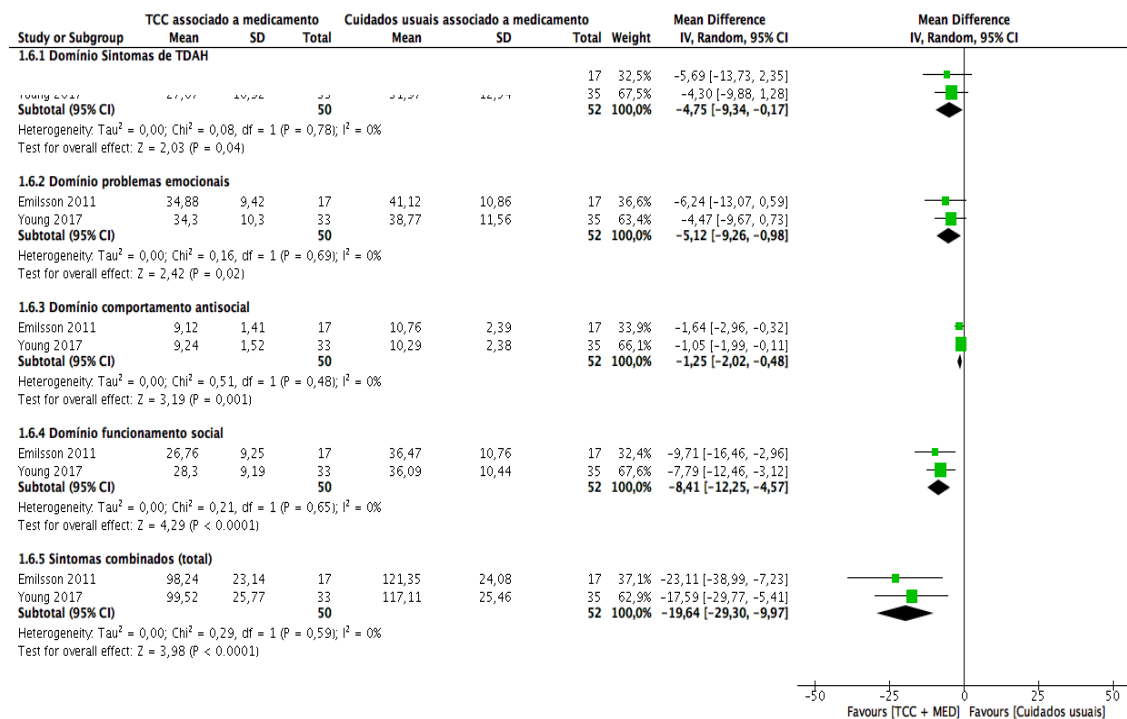 TCC associado a medicamento Cuidados usuais associado a medicamento Mean Difference Mean Difference
Study or Subgroup Mean SD Total Mean SD Total Weight IV, Random, 95% CI IV, Random, 95% CI
1.6.1 Domínio Sintomas de TDAH
17 32,5% -5,69 [-13,73, 2,35]
35 67,5% -4,30 [-9,88, 1,28]
Subtotal (95% CI) 50 52 100,0% -4,75 [-9,34, -0,17]
Heterogeneity: Tau² = 0,00; Chi² = 0,08, df = 1 (P = 0,78); I² = 0%
Test for overall effect: Z = 2,03 (P = 0,04)
1.6.2 Domínio problemas emocionais
Emilsson 2011 34,88 9,42 17 41,12 10,86 17 36,6% -6,24 [-13,07, 0,59]
Young 2017 34,3 10,3 33 38,77 11,56 35 63,4% -4,47 [-9,67, 0,73]
Subtotal (95% CI) 50 52 100,0% -5,12 [-9,26, -0,98]
Heterogeneity: Tau² = 0,00; Chi² = 0,16, df = 1 (P = 0,69); I² = 0%
Test for overall effect: Z = 2,42 (P = 0,02)
1.6.3 Domínio comportamento antisocial
Emilsson 2011 9,12 1,41 17 10,76 2,39 17 33,9% -1,64 [-2,96, -0,32]
Young 2017 9,24 1,52 33 10,29 2,38 35 66,1% -1,05 [-1,99, -0,11]
Subtotal (95% CI) 50 52 100,0% -1,25 [-2,02, -0,48]
Heterogeneity: Tau² = 0,00; Chi² = 0,51, df = 1 (P = 0,48); I² = 0%
Test for overall effect: Z = 3,19 (P = 0,001)
1.6.4 Domínio funcionamento social
Emilsson 2011 26,76 9,25 17 36,47 10,76 17 32,4% -9,71 [-16,46, -2,96]
Young 2017 28,3 9,19 33 36,09 10,44 35 67,6% -7,79 [-12,46, -3,12]
Subtotal (95% CI) 50 52 100,0% -8,41 [-12,25, -4,57]
Heterogeneity: Tau² = 0,00; Chi² = 0,21, df = 1 (P = 0,65); I² = 0%
Test for overall effect: Z = 4,29 (P < 0.0001)
1.6.5 Sintomas combinados (total)
Emilsson 2011 98,24 23,14 17 121,35 24,08 17 37,1% -23,11 [-38,99, -7,23]
Young 2017 99,52 25,77 33 117,11 25,46 35 62,9% -17,59 [-29,77, -5,41]
Subtotal (95% CI) 50 52 100,0% -19,64 [-29,30, -9,97]
Heterogeneity: Tau² = 0,00; Chi² = 0,29, df = 1 (P = 0,59); I² = 0%
Test for overall effect: Z = 3,98 (P < 0.0001)
-50 -25 0 25 50
Favours [TCC + MED] Favours [Cuidados usuais]